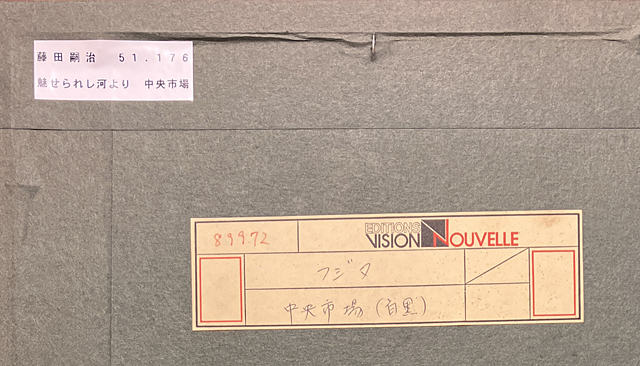 藤田嗣治 51.176
魅せられし河より 中央市場
899.72
EDITIONS
VISION NOUVELLE
フジタ
中央市場(白黒)